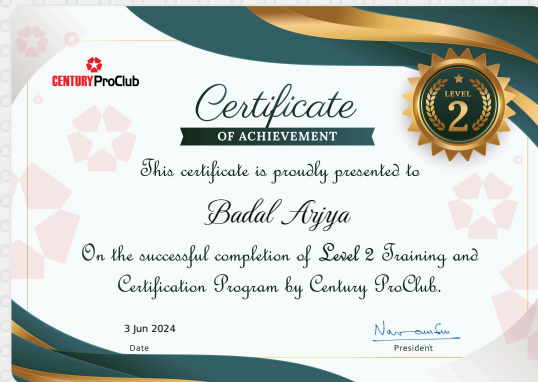 CENTURY ProClub
Certificate
OF ACHIEVEMENT
LEVEL
2
This certificate is proudly presented to
Badal Arjya
On the successful completion of Level 2 Training and
Certification Program by Century ProClub.
3 Jun 2024
Date
President